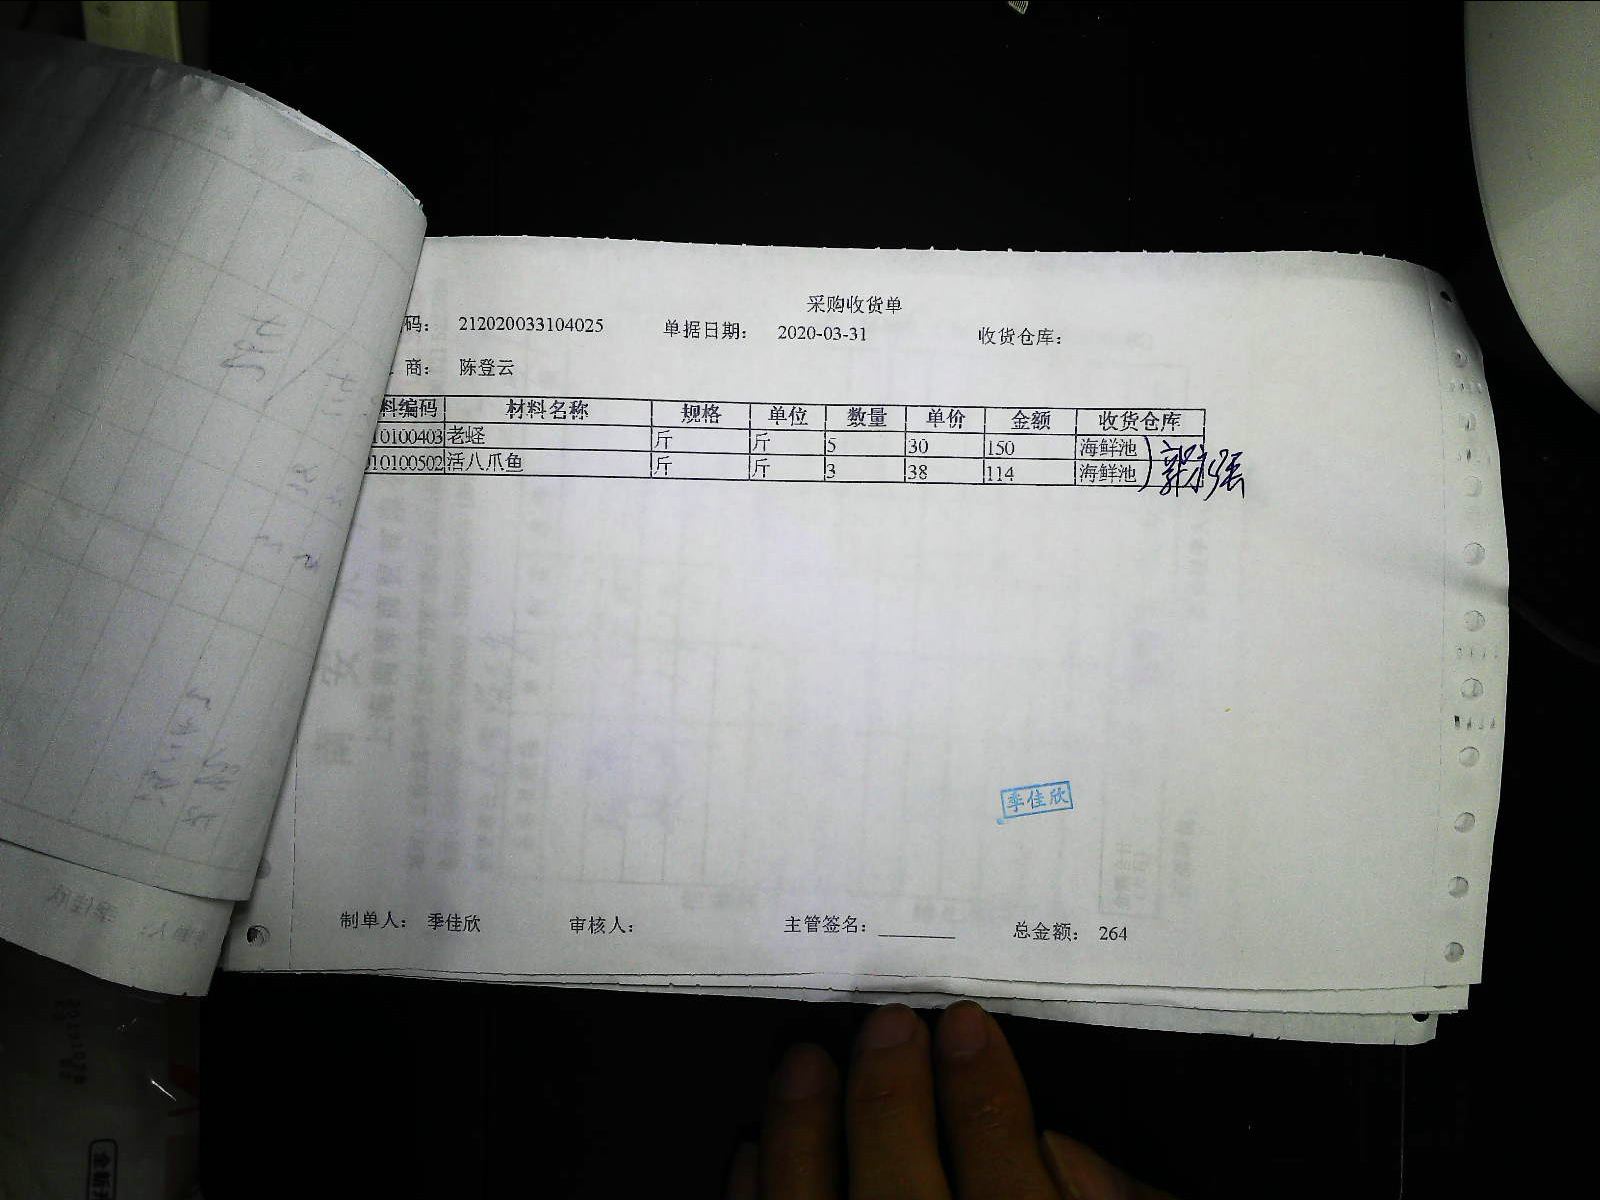 采购收货单
码： 212020033104025 单据日期： 2020-03-31 收货仓库：
商： 陈登云
料编码 材料名称 规格 单位 数量 单价 金额 收货仓库
10100403 老蛏 斤 斤 5 30 150 海鲜池
10100502 活八爪鱼 斤 斤 3 38 114 海鲜池
季佳欣
制单人： 季佳欣 审核人： 主管签名： 总金额： 264